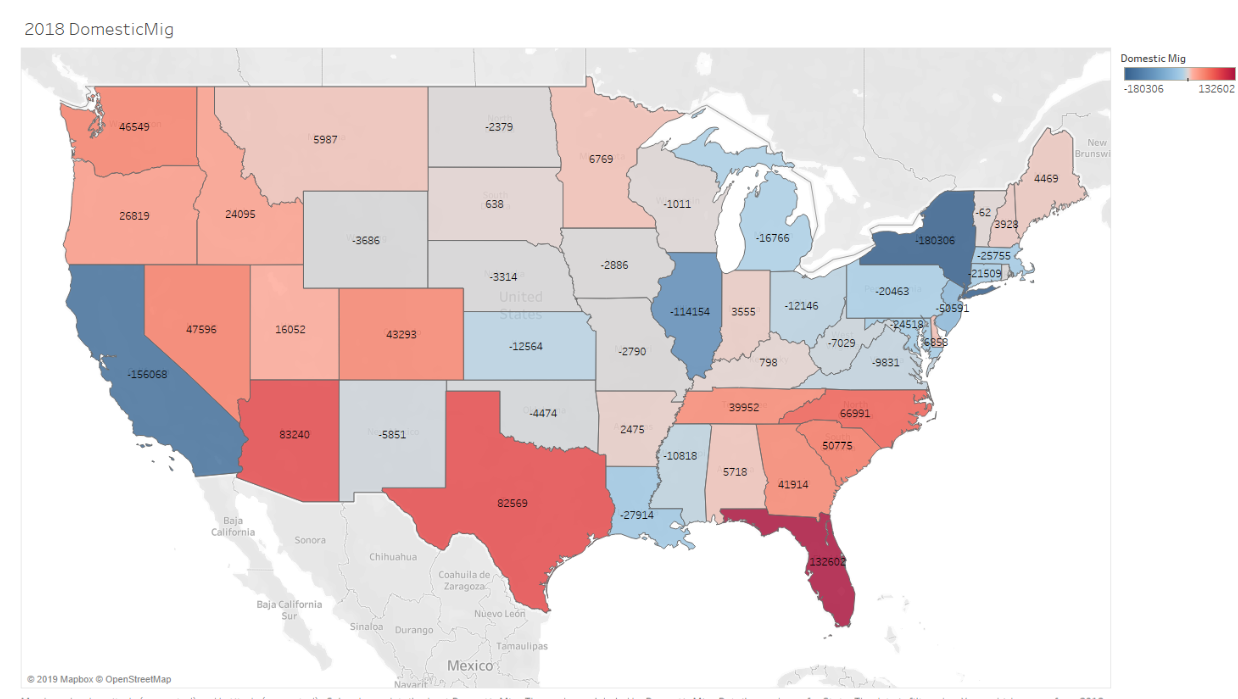 2018 DomesticMig
Domestic Mig
-180306 132602
46549
5987
-2379
6769
4469
New
Brunswi
26819
24095
638
-1011
-62
3928
-3686
-16766
-180306
-25755
-2886
-3314
-21509
United
States
-20463
-114154
3555
-12146
-50591
47596
16052
43293
-24518
-12564
-7029
6858
-2790
798
-9831
-156068
39952
66991
83240
-5851
-4474
2475
50775
-10818
5718
41914
82569
-27914
Baja
California
Sonora
Chihuahua
132602
Coahuila de
Zaragoza
Baja California
Sur
Nuevo León
Sinaloa
Durango
Tamaulipas
Mexico
© 2019 Mapbox © OpenStreetMap
Nayarit